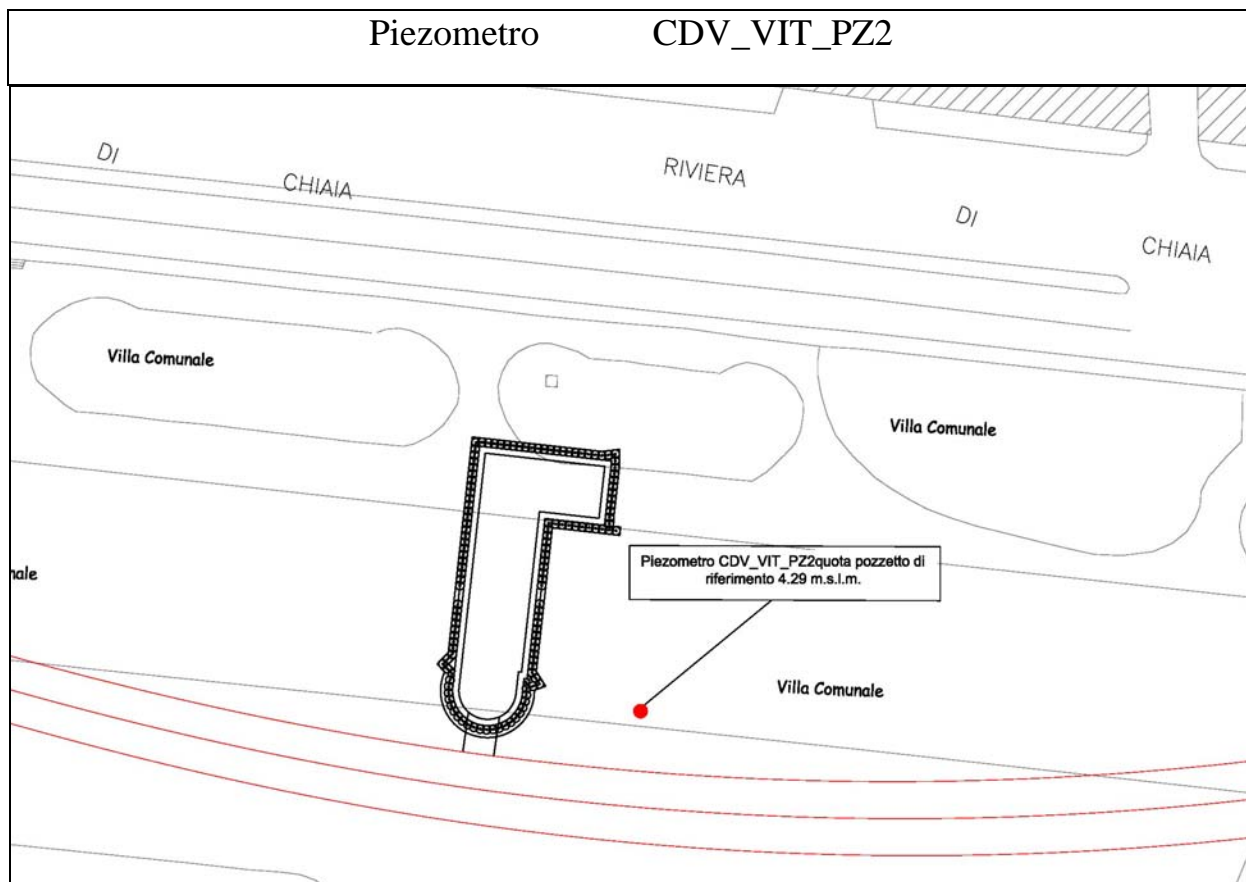 Piezometro CDV_VIT_PZ2
DI
CHIAIA
RIVIERA
DI
CHIAIA
Villa Comunale
Villa Comunale
Piezometro CDV_VIT_PZ2quota pozzetto di
riferimento 4.29 m.s.l.m.
nale
Villa Comunale